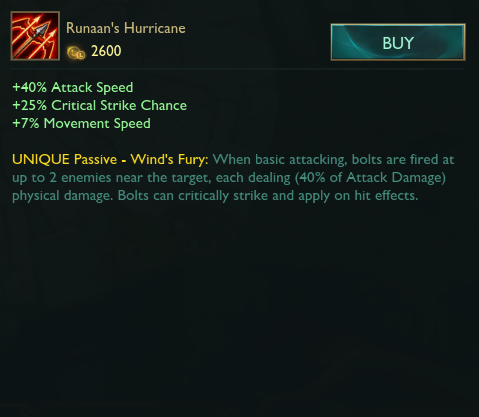 Runaan's Hurricane
2600
BUY
+40% Attack Speed
+25% Critical Strike Chance
+7% Movement Speed
UNIQUE Passive - Wind's Fury: When basic attacking, bolts are fired at
up to 2 enemies near the target, each dealing (40% of Attack Damage)
physical damage. Bolts can critically strike and apply on hit effects.